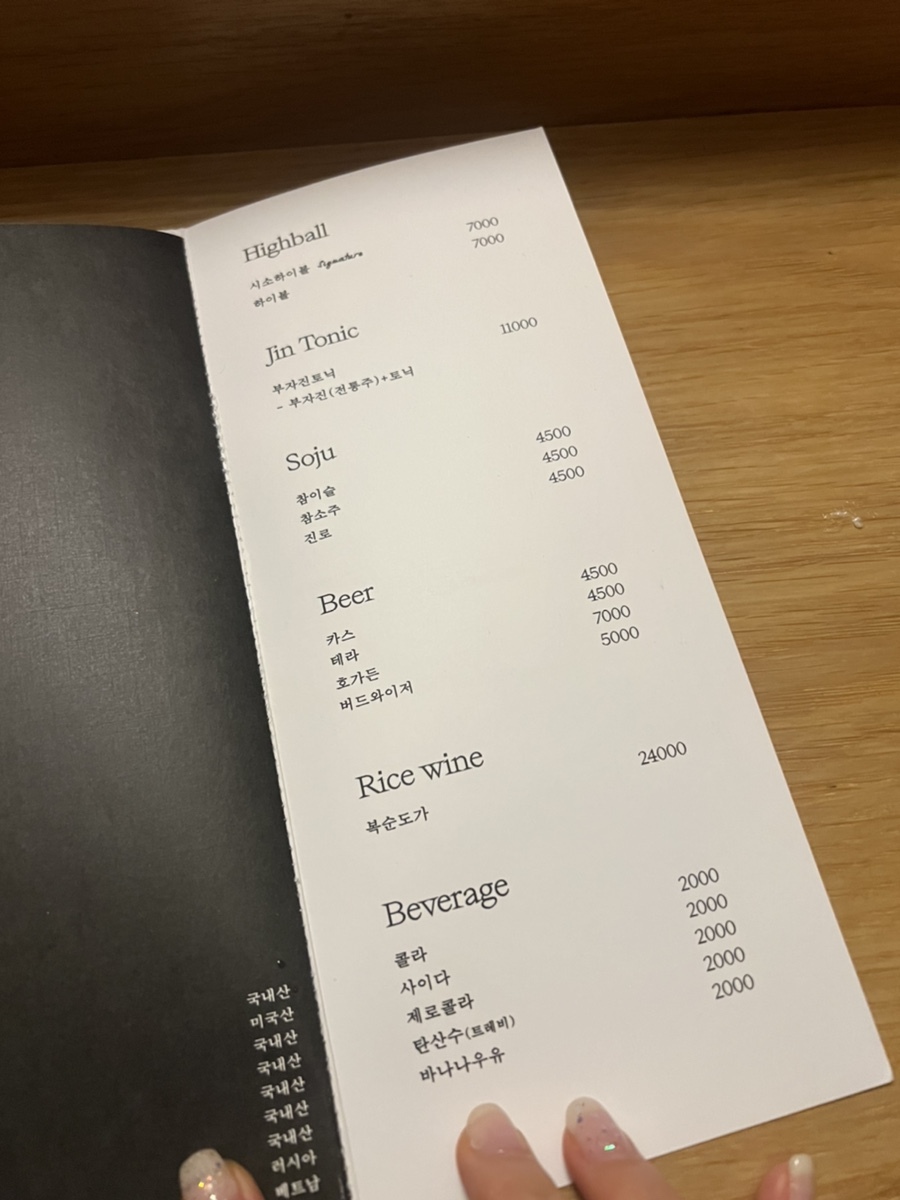 Highball
시소하이볼 Signature 7000
하이볼 7000
Jin Tonic
부자진토닉 11000
- 부자진(전통주)+토닉
Soju
참이슬 4500
참소주 4500
진로 4500
Beer
카스 4500
테라 4500
호가든 7000
버드와이저 5000
Rice wine
복순도가 24000
Beverage
콜라 2000
사이다 2000
제로콜라 2000
탄산수(트레비) 2000
바나나우유 2000
국내산
미국산
국내산
국내산
국내산
국내산
국내산
러시아
베트남